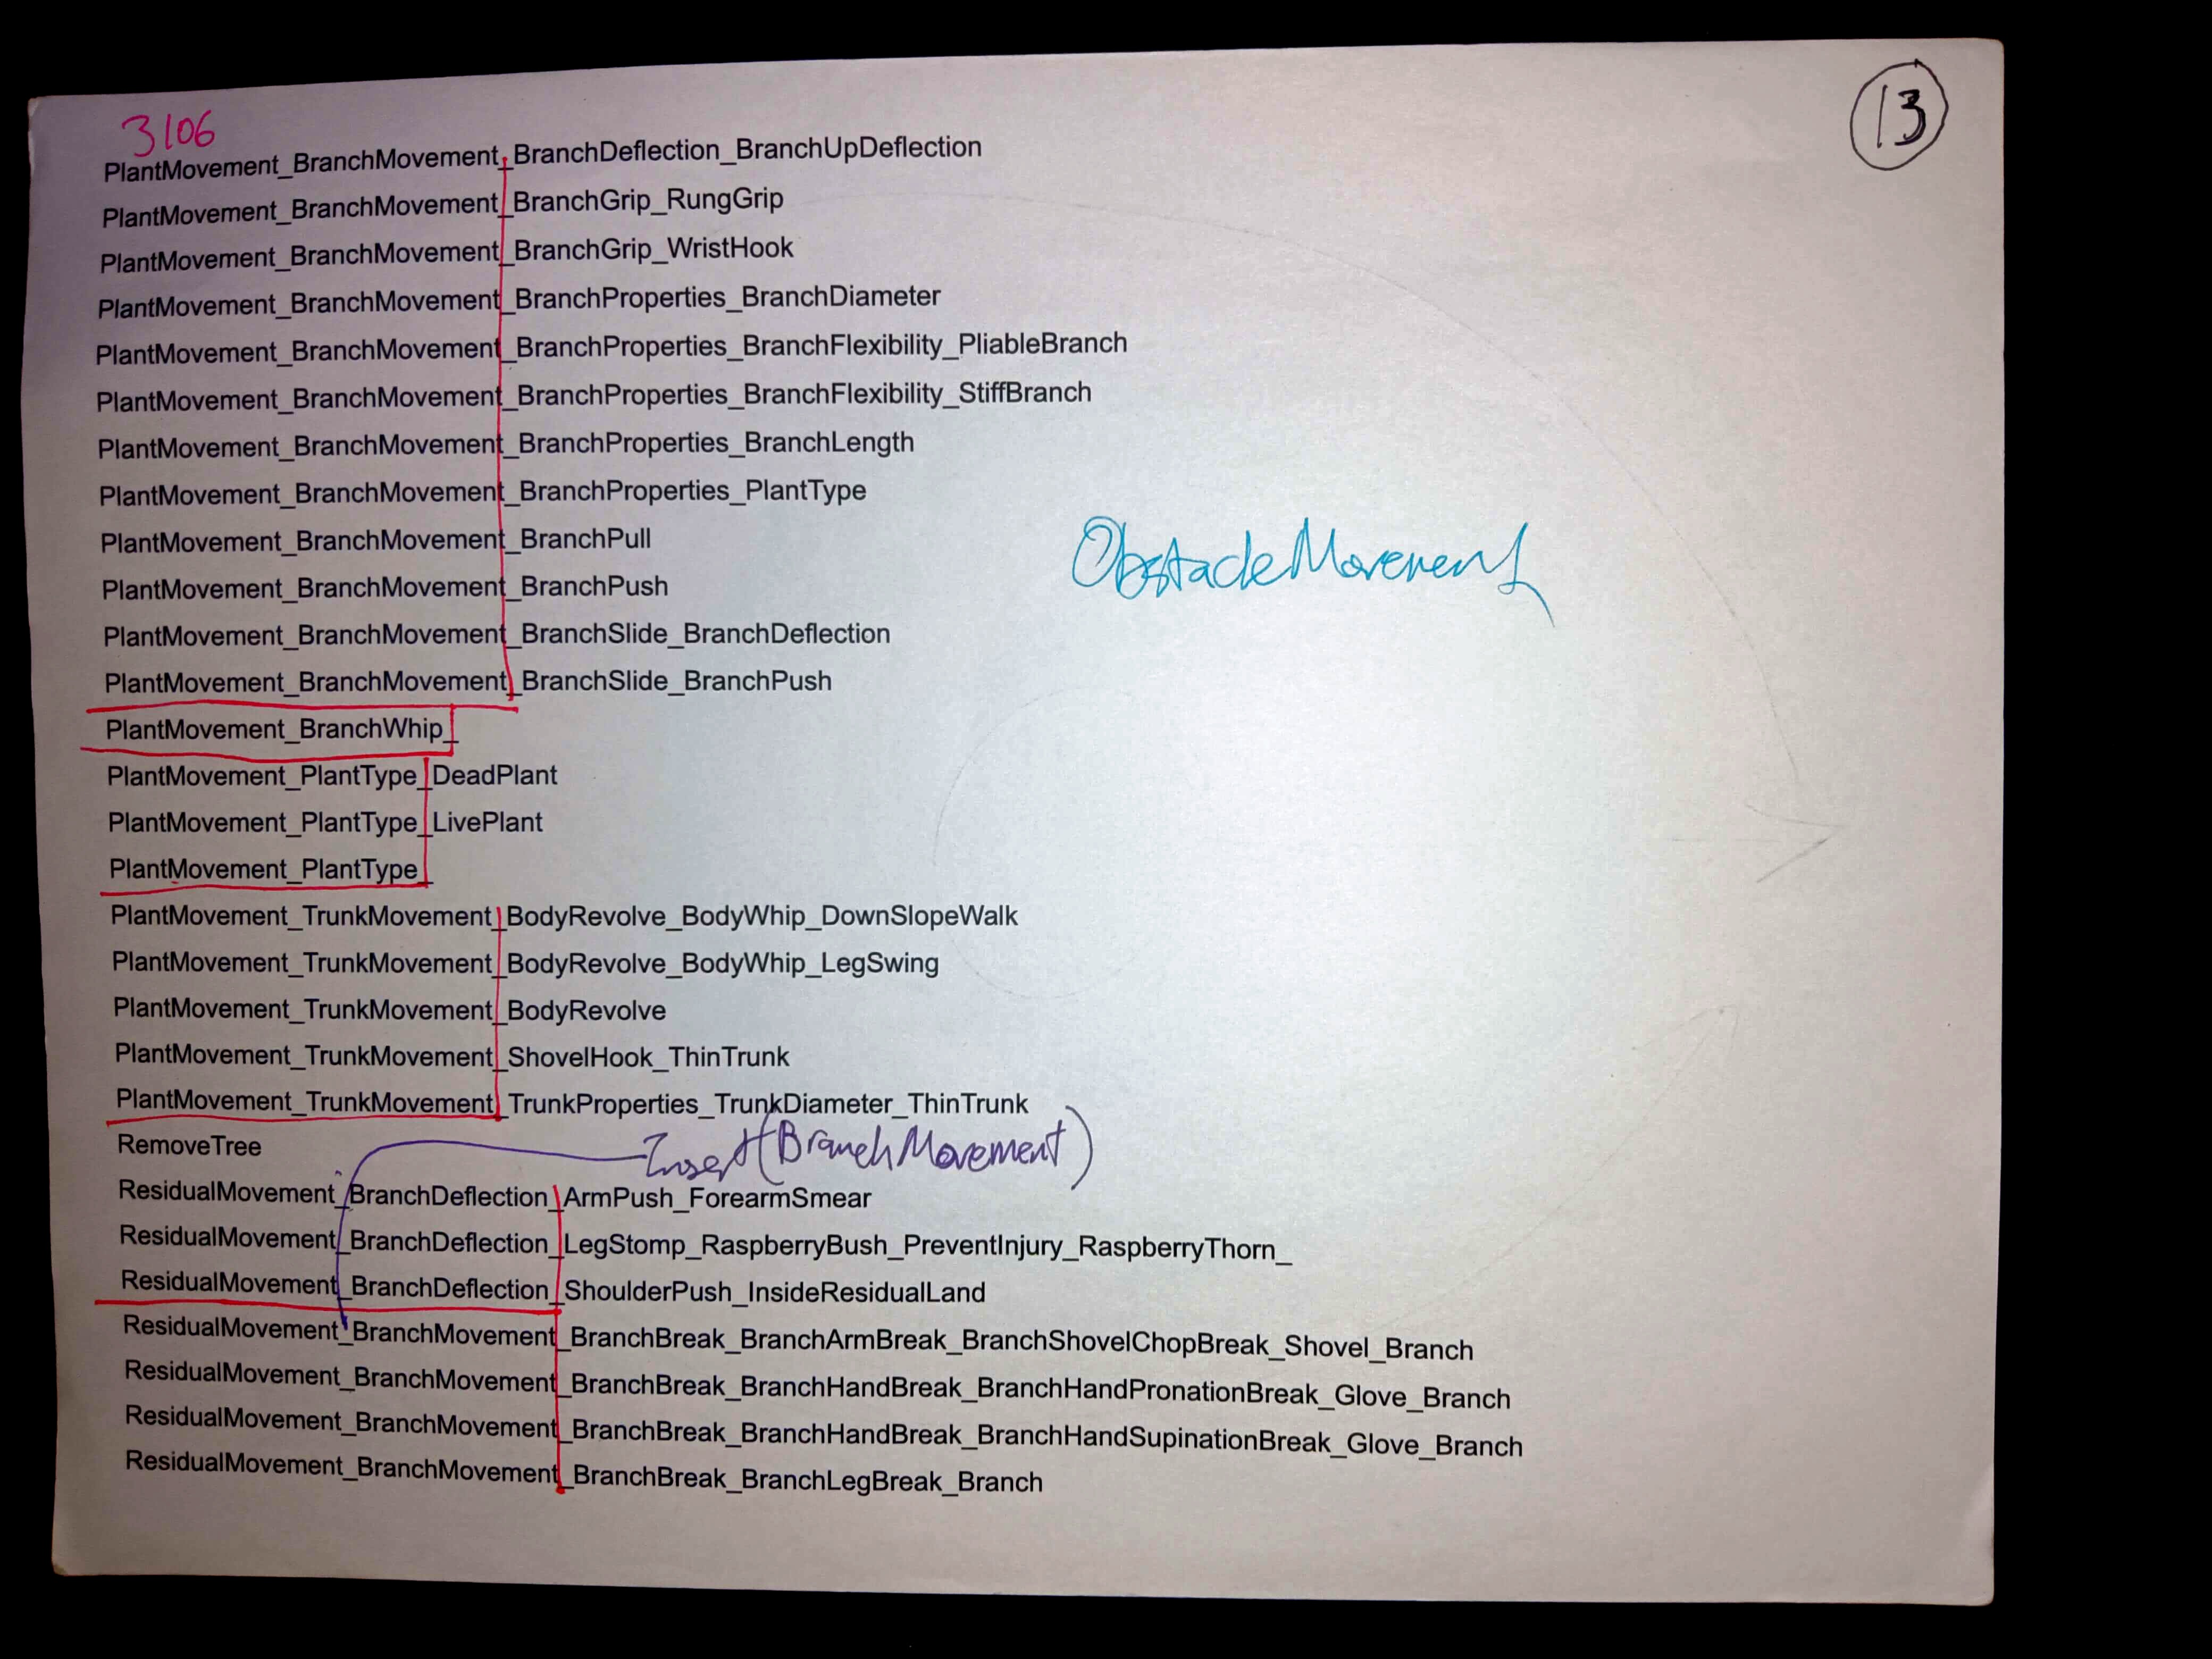 13
3106
PlantMovement_BranchMovement_BranchDeflection_BranchUpDeflection
PlantMovement_BranchMovement_BranchGrip_RungGrip
PlantMovement_BranchMovement_BranchGrip_WristHook
PlantMovement_BranchMovement_BranchProperties_BranchDiameter
PlantMovement_BranchMovement_BranchProperties_BranchFlexibility_PliableBranch
PlantMovement_BranchMovement_BranchProperties_BranchFlexibility_StiffBranch
PlantMovement_BranchMovement_BranchProperties_BranchLength
PlantMovement_BranchMovement_BranchProperties_PlantType
PlantMovement_BranchMovement_BranchPull
ObstacleMovement
PlantMovement_BranchMovement_BranchPush
PlantMovement_BranchMovement_BranchSlide_BranchDeflection
PlantMovement_BranchMovement_BranchSlide_BranchPush
PlantMovement_BranchWhip_
PlantMovement_PlantType_DeadPlant
PlantMovement_PlantType_LivePlant
PlantMovement_PlantType_
PlantMovement_TrunkMovement_BodyRevolve_BodyWhip_DownSlopeWalk
PlantMovement_TrunkMovement_BodyRevolve_BodyWhip_LegSwing
PlantMovement_TrunkMovement_BodyRevolve
PlantMovement_TrunkMovement_ShovelHook_ThinTrunk
PlantMovement_TrunkMovement_TrunkProperties_TrunkDiameter_ThinTrunk
RemoveTree
Insert(BranchMovement)
ResidualMovement_BranchDeflection_ArmPush_ForearmSmear
ResidualMovement_BranchDeflection_LegStomp_RaspberryBush_PreventInjury_RaspberryThorn_
ResidualMovement_BranchDeflection_ShoulderPush_InsideResidualLand
ResidualMovement_BranchMovement_BranchBreak_BranchArmBreak_BranchShovelChopBreak_Shovel_Branch
ResidualMovement_BranchMovement_BranchBreak_BranchHandBreak_BranchHandPronationBreak_Glove_Branch
ResidualMovement_BranchMovement_BranchBreak_BranchHandBreak_BranchHandSupinationBreak_Glove_Branch
ResidualMovement_BranchMovement_BranchBreak_BranchLegBreak_Branch